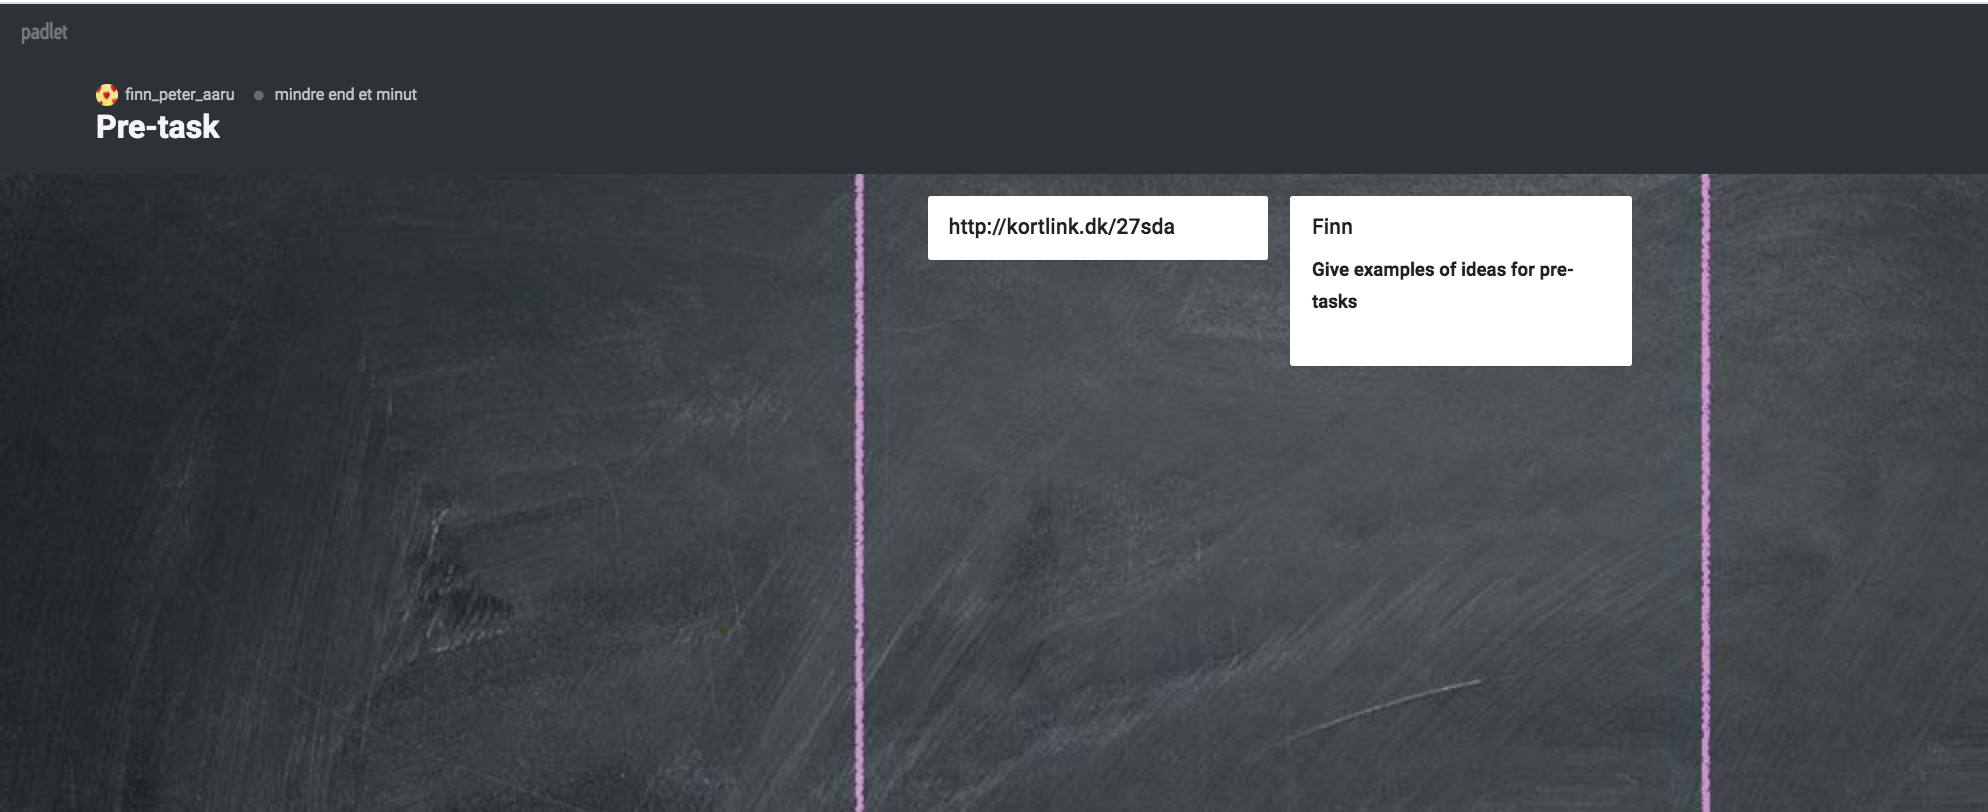 padlet
finn_peter_aaru ● mindre end et minut
Pre-task
http://kortlink.dk/27sda
Finn
Give examples of ideas for pre-
tasks